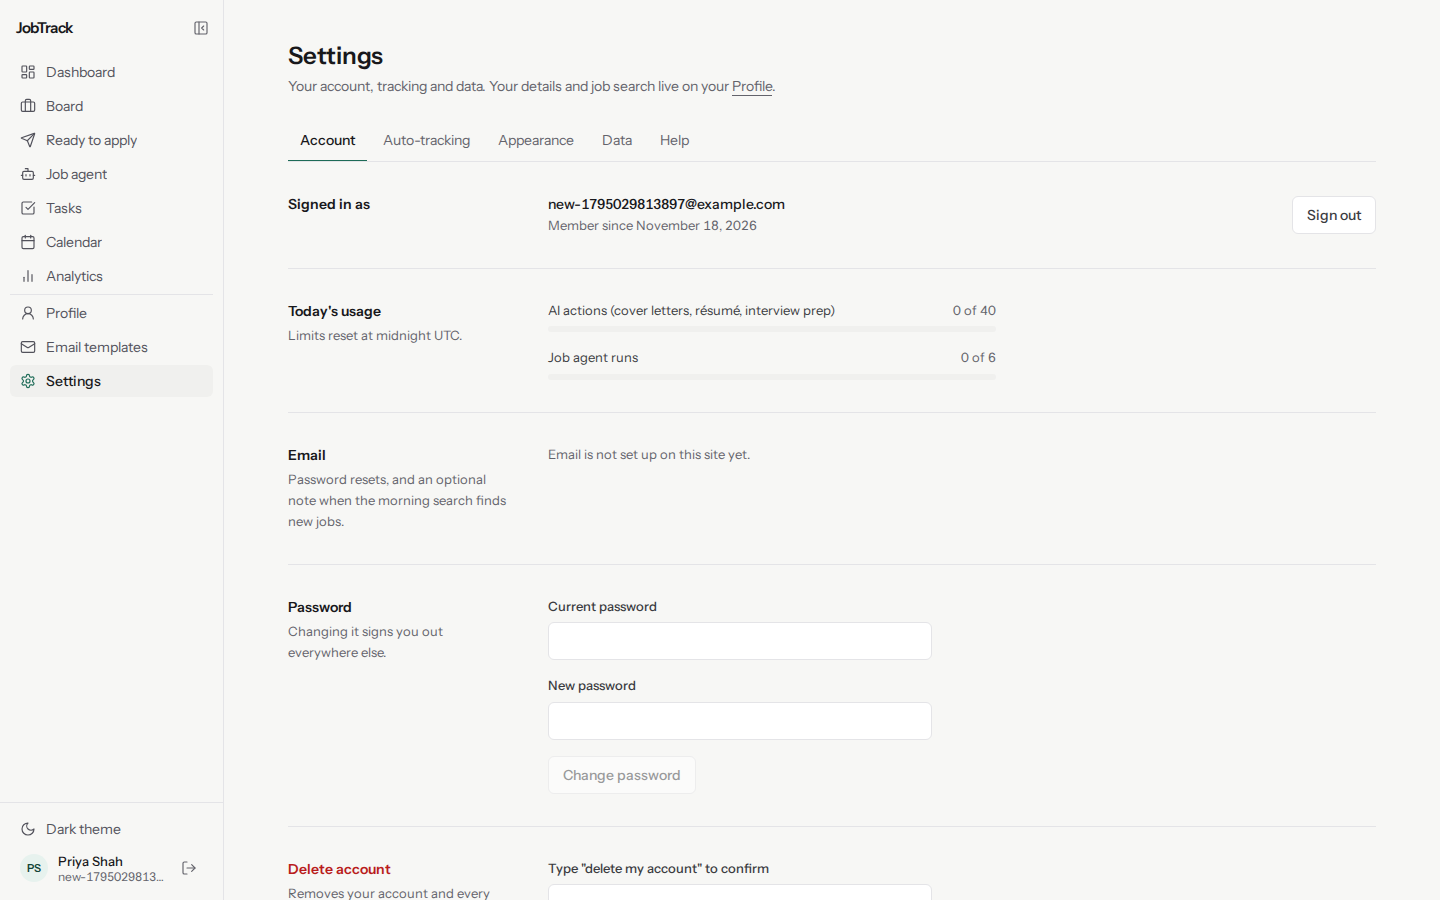 JobTrack
Dashboard
Board
Ready to apply
Job agent
Tasks
Calendar
Analytics
Profile
Email templates
Settings
Dark theme
PS
Priya Shah
new-1795029813...
Settings
Your account, tracking and data. Your details and job search live on your Profile.
Account
Auto-tracking
Appearance
Data
Help
Signed in as
new-1795029813897@example.com
Member since November 18, 2026
Sign out
Today's usage
Limits reset at midnight UTC.
AI actions (cover letters, résumé, interview prep)
0 of 40
Job agent runs
0 of 6
Email
Password resets, and an optional
note when the morning search finds
new jobs.
Email is not set up on this site yet.
Password
Changing it signs you out
everywhere else.
Current password
New password
Change password
Delete account
Removes your account and every
Type "delete my account" to confirm